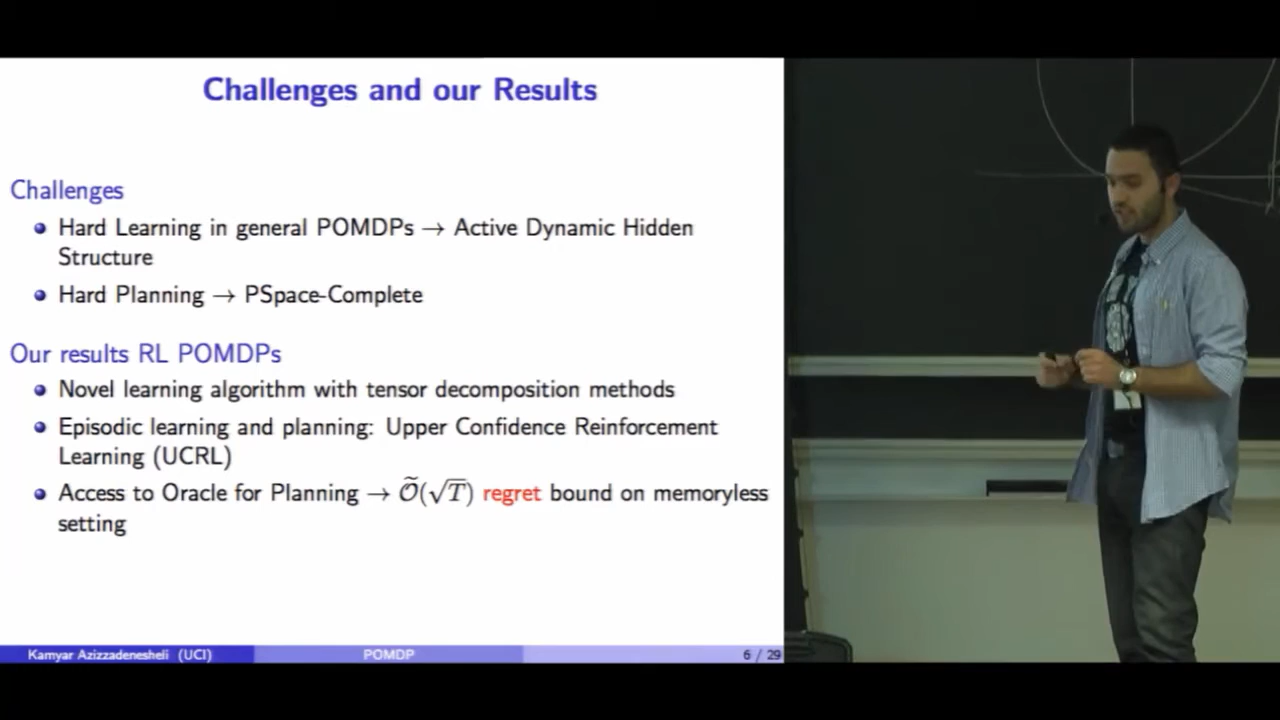 Challenges and our Results
Challenges
Hard Learning in general POMDPs → Active Dynamic Hidden
Structure
Hard Planning → PSpace-Complete
Our results RL POMDPs
Novel learning algorithm with tensor decomposition methods
Episodic learning and planning: Upper Confidence Reinforcement
Learning (UCRL)
Access to Oracle for Planning → Õ(√T) regret bound on memoryless
setting
Kamyar Azizzadenesheli (UCI) POMDP 6 / 29